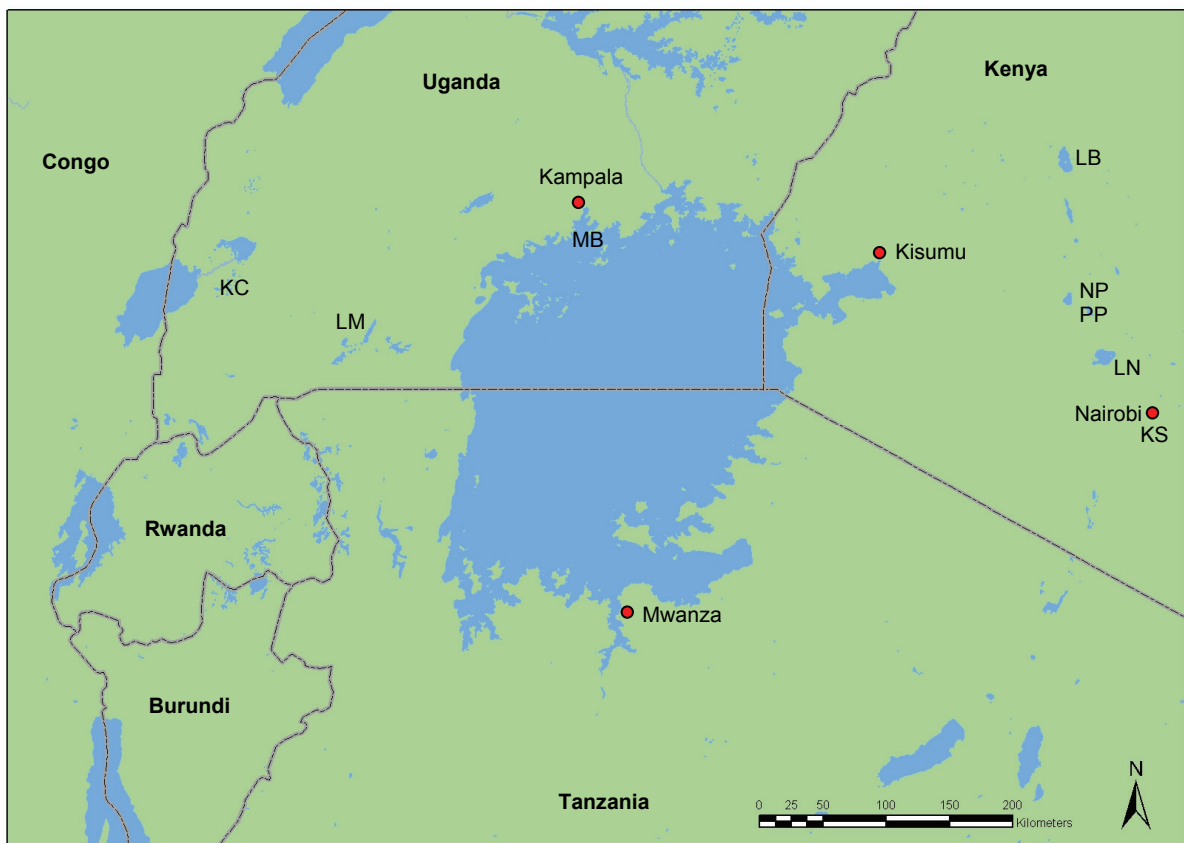 Uganda
Kenya
Congo
LB
Kampala
MB
Kisumu
KC
NP
PP
LM
LN
Nairobi
KS
Rwanda
Mwanza
Burundi
Tanzania
N
0 25 50 100 150 200
Kilometers